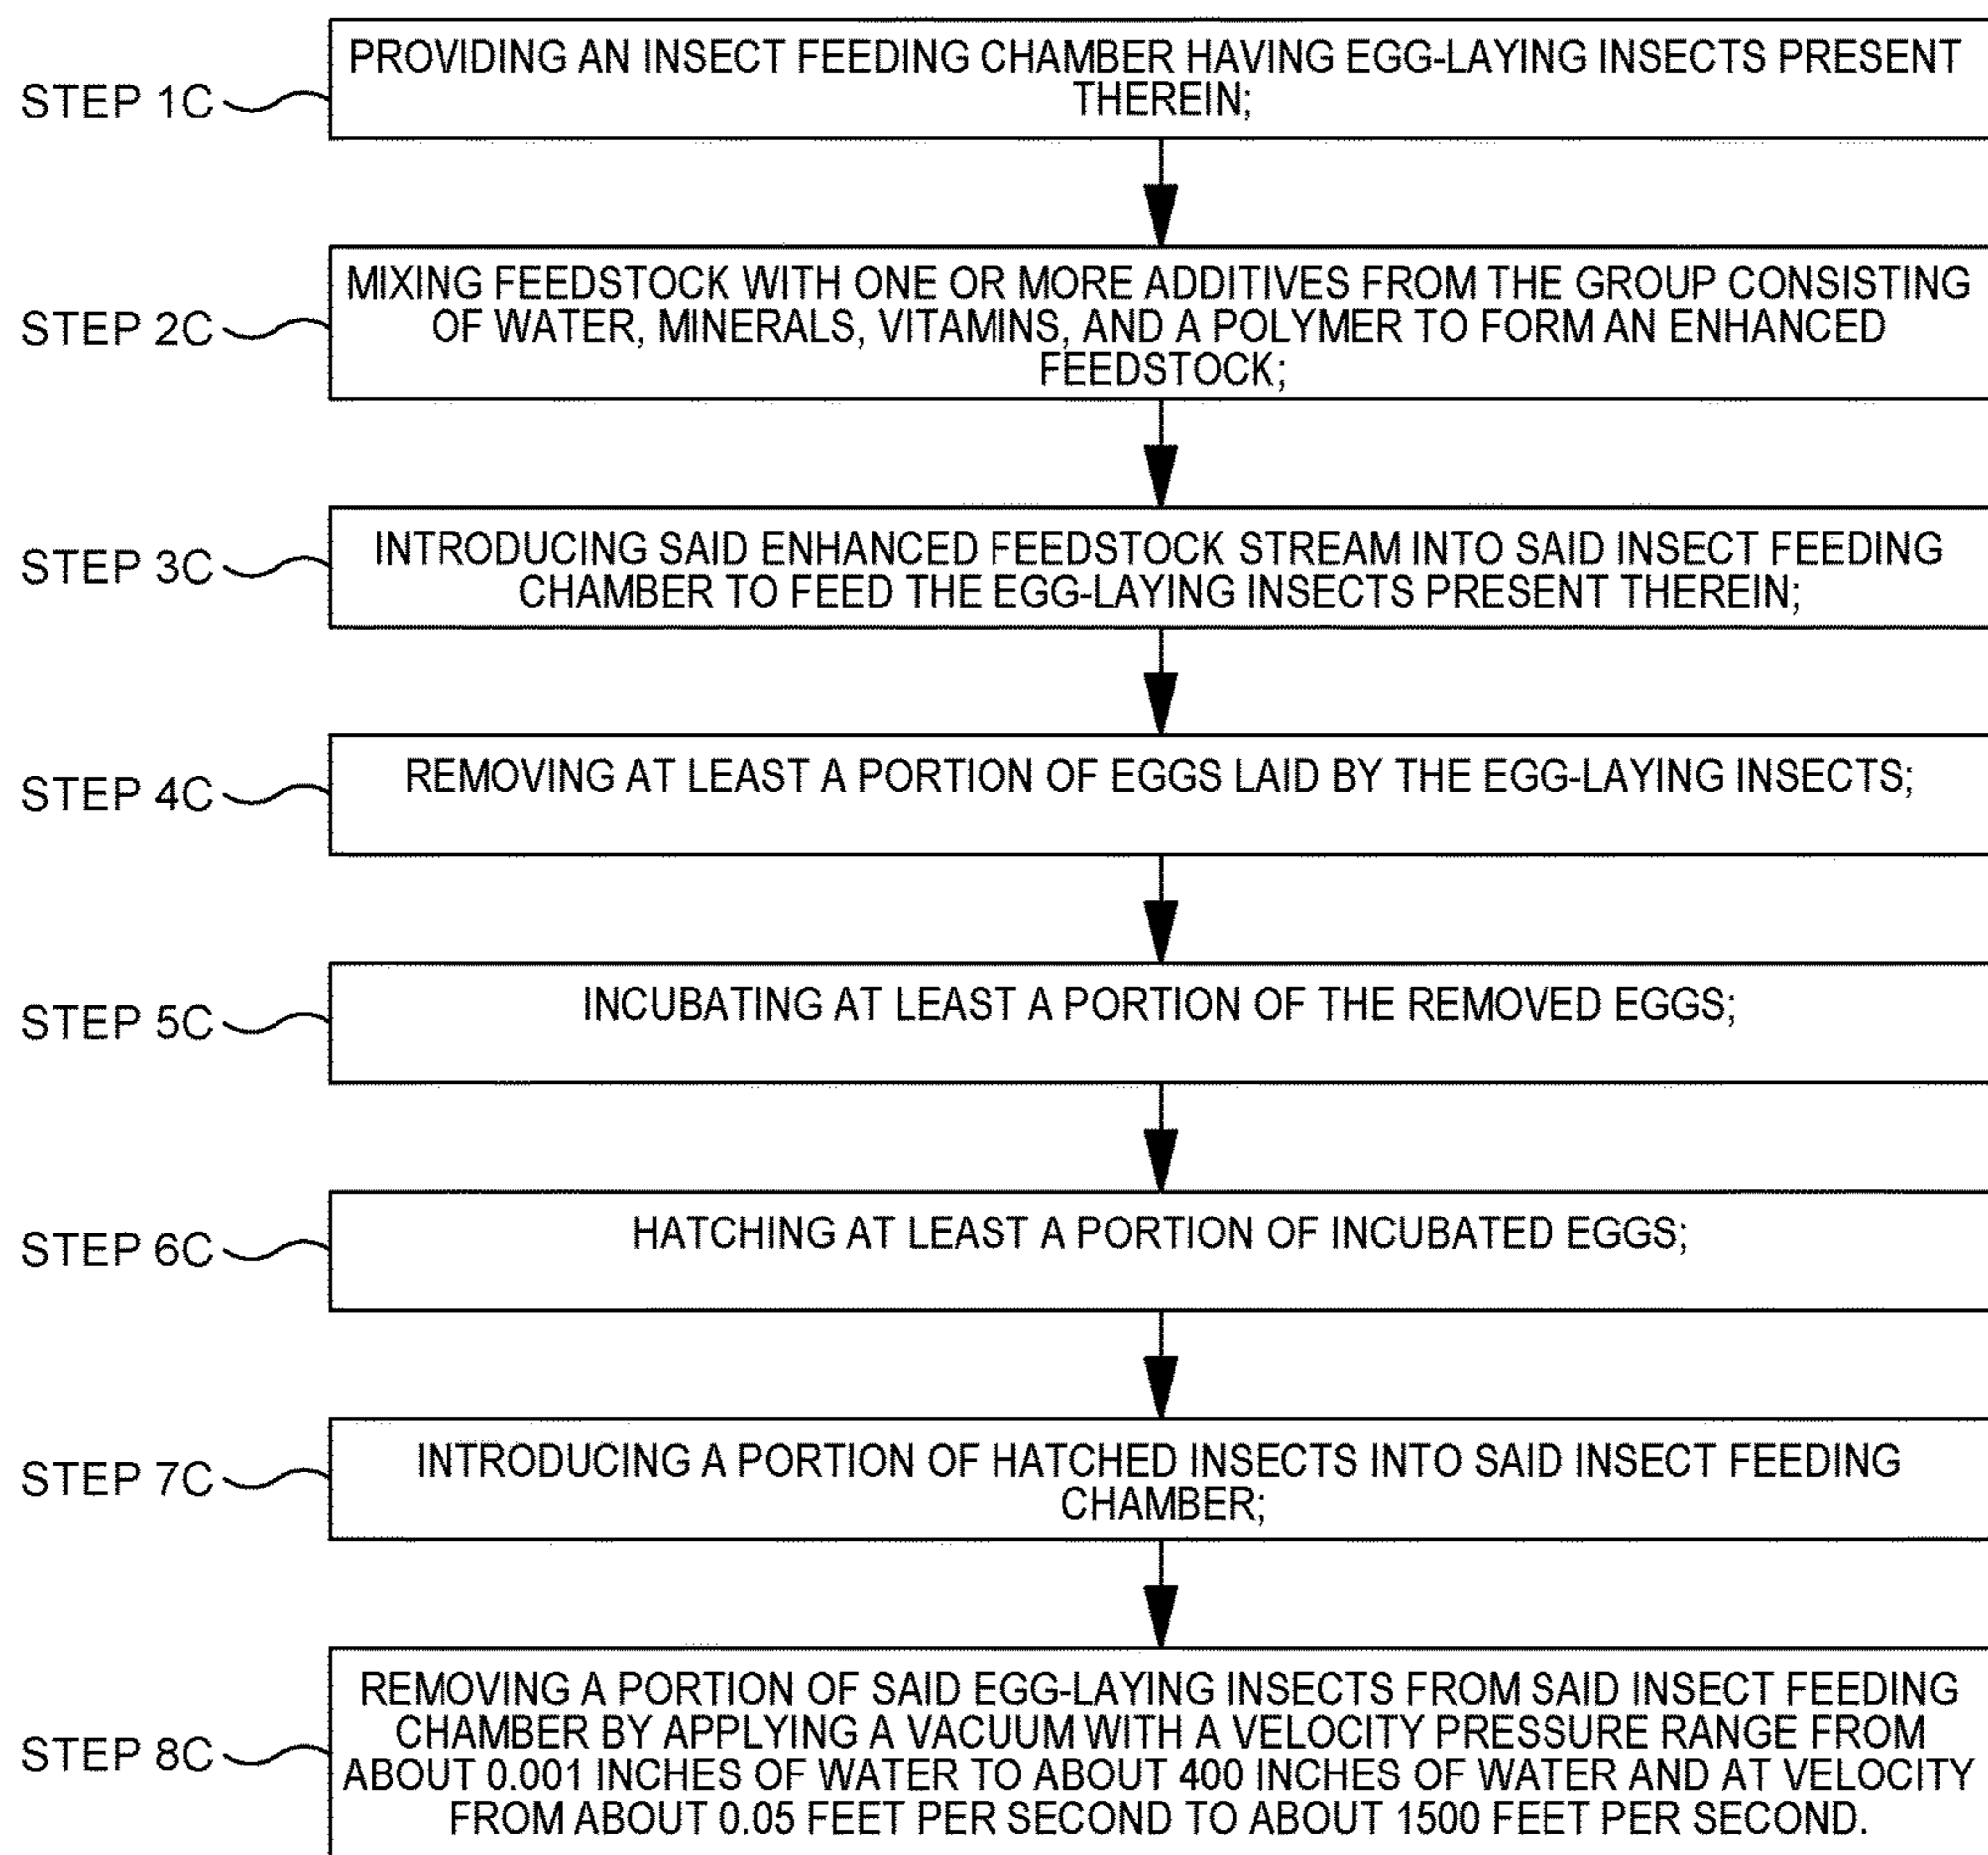 STEP 1C
PROVIDING AN INSECT FEEDING CHAMBER HAVING EGG-LAYING INSECTS PRESENT
THEREIN;
STEP 2C
MIXING FEEDSTOCK WITH ONE OR MORE ADDITIVES FROM THE GROUP CONSISTING
OF WATER, MINERALS, VITAMINS, AND A POLYMER TO FORM AN ENHANCED
FEEDSTOCK;
STEP 3C
INTRODUCING SAID ENHANCED FEEDSTOCK STREAM INTO SAID INSECT FEEDING
CHAMBER TO FEED THE EGG-LAYING INSECTS PRESENT THEREIN;
STEP 4C
REMOVING AT LEAST A PORTION OF EGGS LAID BY THE EGG-LAYING INSECTS;
STEP 5C
INCUBATING AT LEAST A PORTION OF THE REMOVED EGGS;
STEP 6C
HATCHING AT LEAST A PORTION OF INCUBATED EGGS;
STEP 7C
INTRODUCING A PORTION OF HATCHED INSECTS INTO SAID INSECT FEEDING
CHAMBER;
STEP 8C
REMOVING A PORTION OF SAID EGG-LAYING INSECTS FROM SAID INSECT FEEDING
CHAMBER BY APPLYING A VACUUM WITH A VELOCITY PRESSURE RANGE FROM
ABOUT 0.001 INCHES OF WATER TO ABOUT 400 INCHES OF WATER AND AT VELOCITY
FROM ABOUT 0.05 FEET PER SECOND TO ABOUT 1500 FEET PER SECOND.